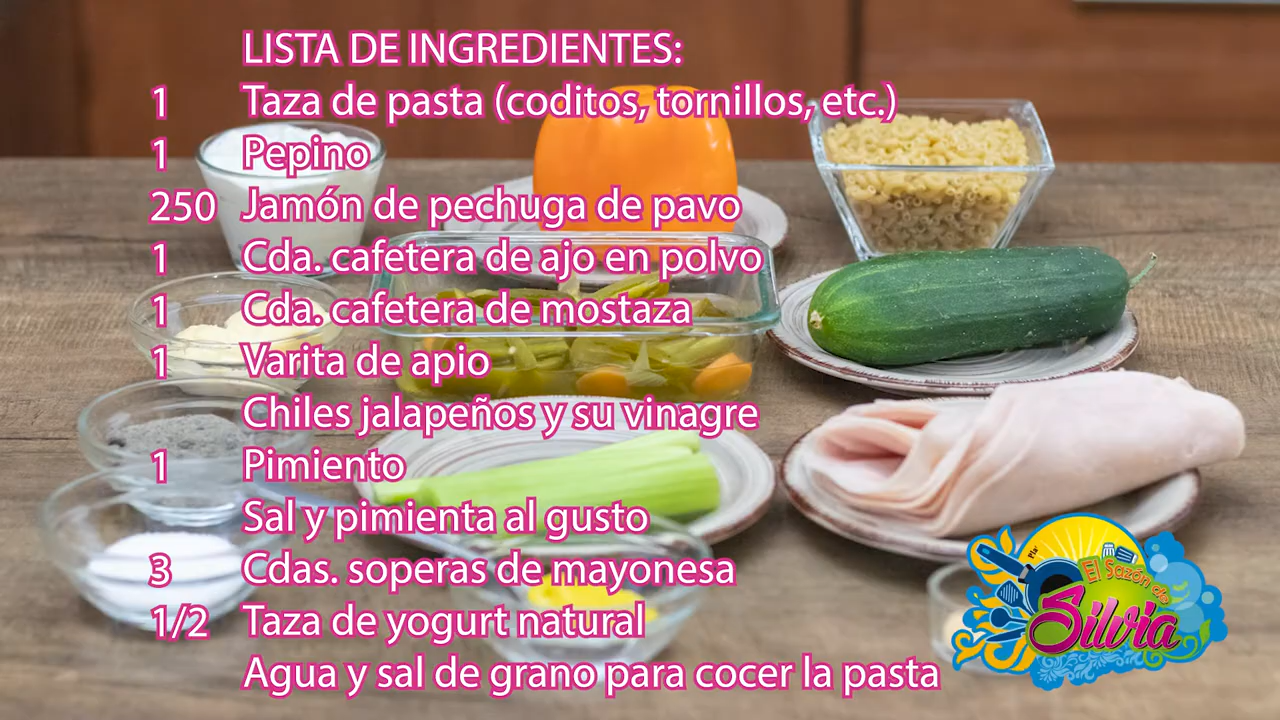 LISTA DE INGREDIENTES:
1 Taza de pasta (coditos, tornillos, etc.)
1 Pepino
250 Jamón de pechuga de pavo
1 Cda. cafetera de ajo en polvo
1 Cda. cafetera de mostaza
1 Varita de apio
Chiles jalapeños y su vinagre
1 Pimiento
Sal y pimienta al gusto
3 Cdas. soperas de mayonesa
1/2 Taza de yogurt natural
Agua y sal de grano para cocer la pasta
El Sazón de
Silvia